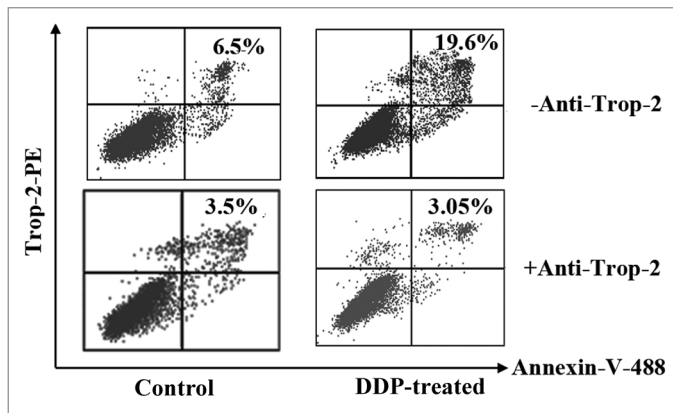 6.5%
19.6%
-Anti-Trop-2
Trop-2-PE
3.5%
3.05%
+Anti-Trop-2
Annexin-V-488
Control
DDP-treated